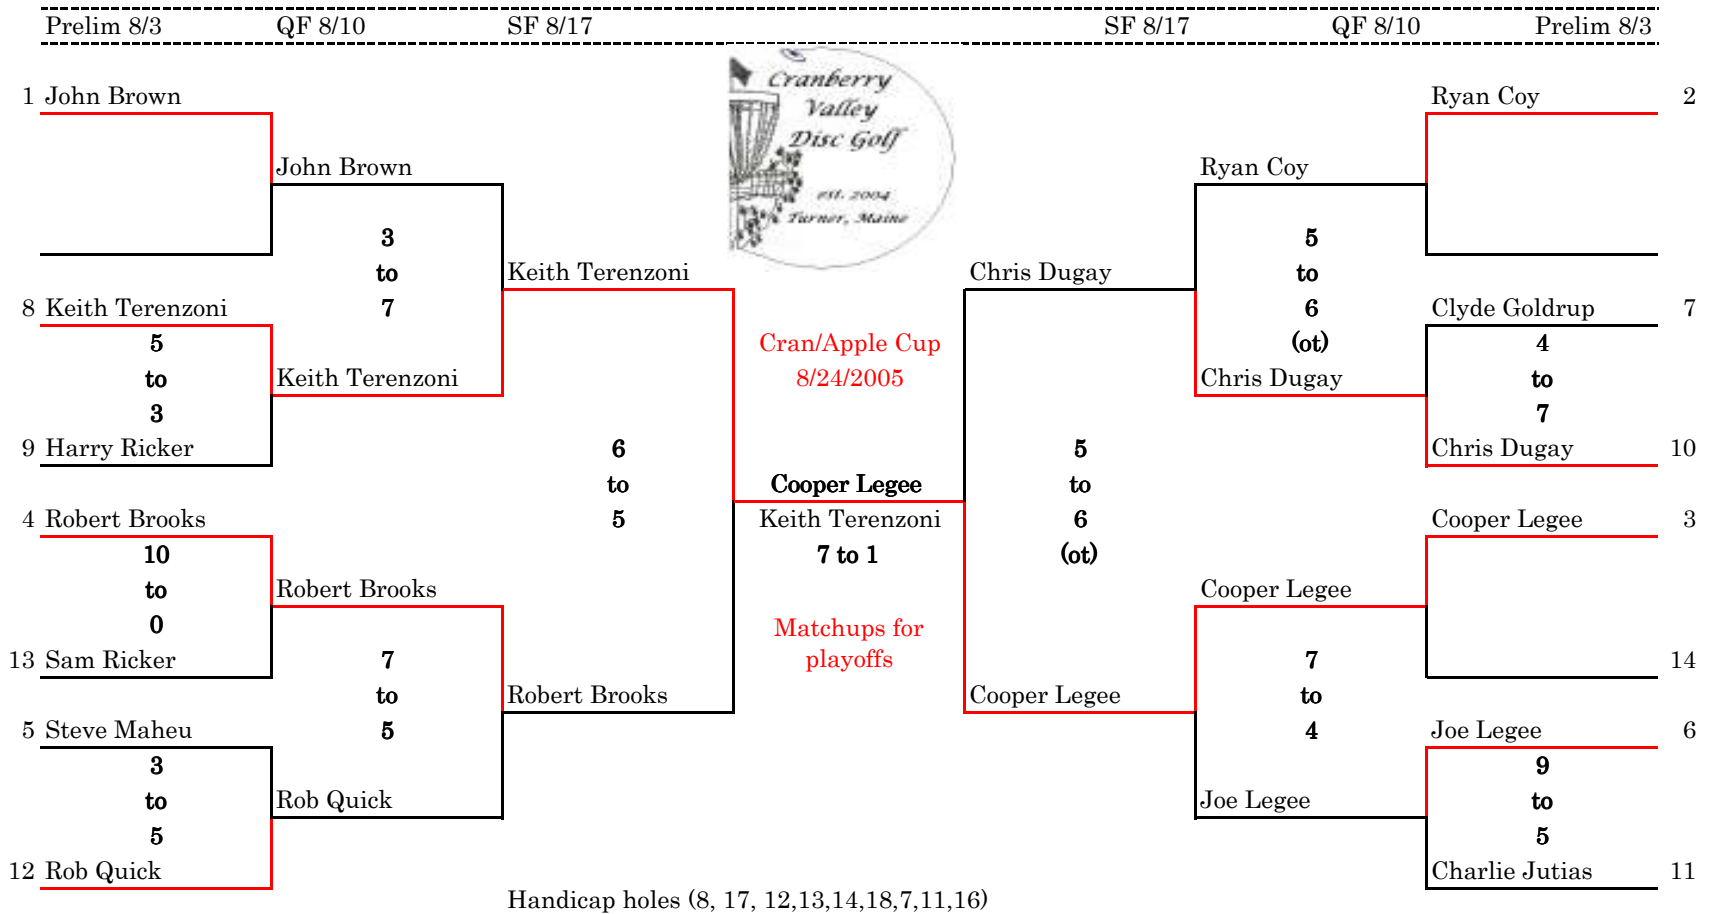 Prelim 8/3 QF 8/10 SF 8/17 SF 8/17 QF 8/10 Prelim 8/3
Cranberry
Valley
Disc Golf
est. 2004
Turner, Maine
1 John Brown
John Brown
3
to
7
Keith Terenzoni
8 Keith Terenzoni
5
to
3
Keith Terenzoni
9 Harry Ricker
6
to
5
4 Robert Brooks
10
to
0
Robert Brooks
13 Sam Ricker
7
to
5
Robert Brooks
5 Steve Maheu
3
to
5
Rob Quick
12 Rob Quick
Cran/Apple Cup
8/24/2005
Cooper Legee
Keith Terenzoni
7 to 1
Matchups for
playoffs
Ryan Coy 2
Ryan Coy
5
to
6
(ot)
Chris Dugay
Clyde Goldrup 7
4
to
7
Chris Dugay
Chris Dugay 10
5
to
6
(ot)
Cooper Legee 3
Cooper Legee
14
7
to
4
Cooper Legee
Joe Legee 6
9
to
5
Joe Legee
Charlie Jutias 11
Handicap holes (8, 17, 12,13,14,18,7,11,16)